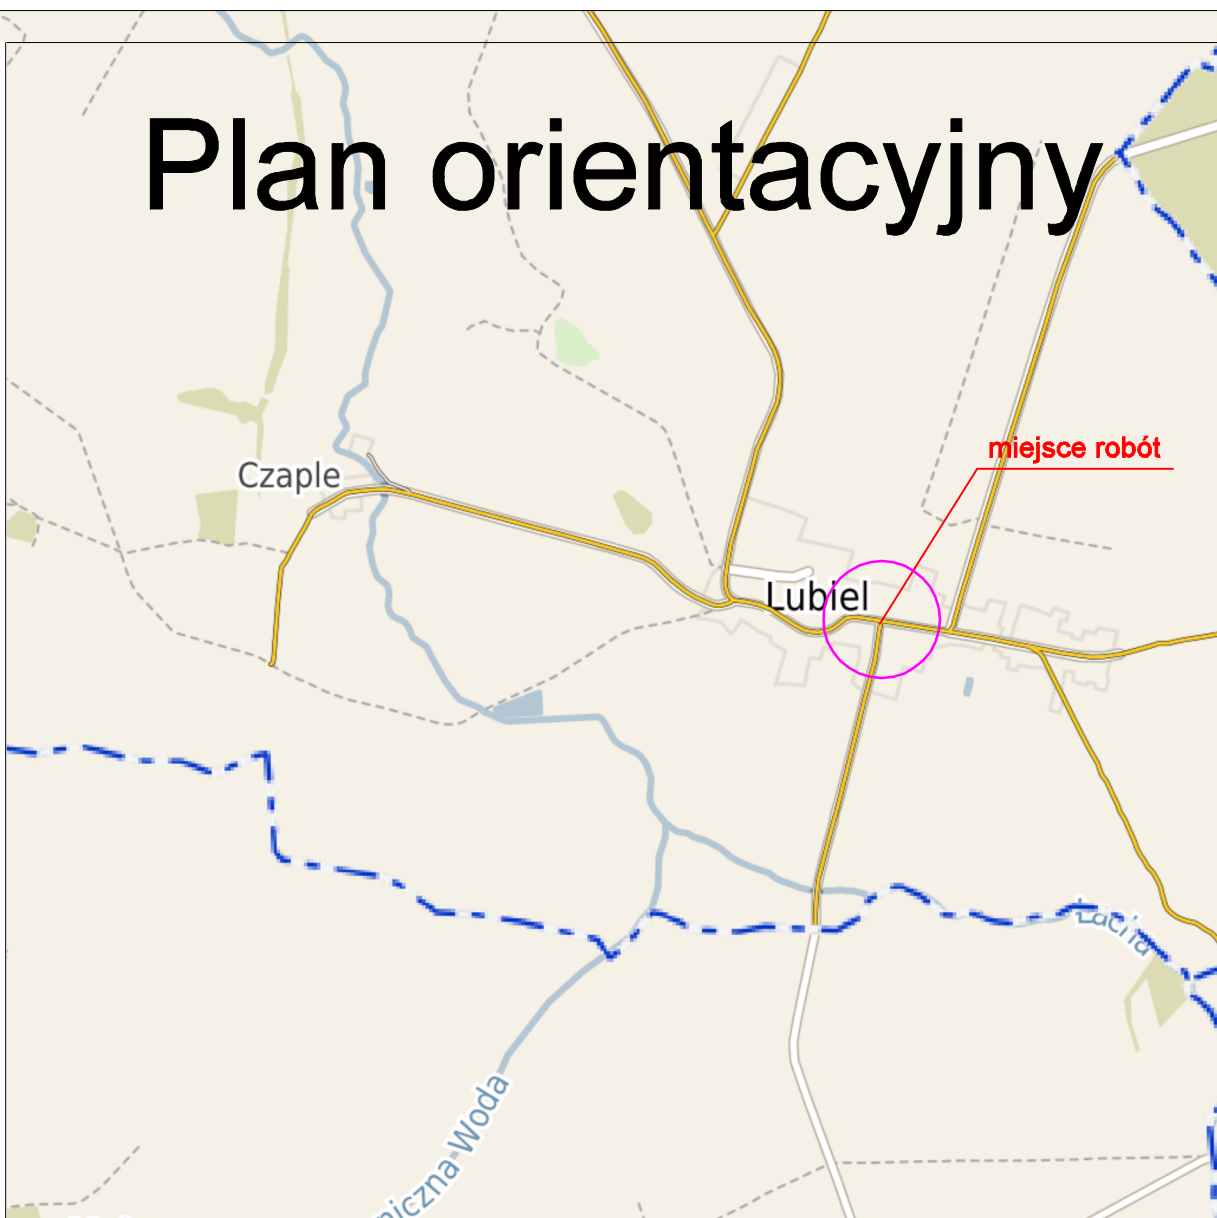 Plan orientacyjny
miejsce robót
Czaple
Lubiel
Łacha
Woda